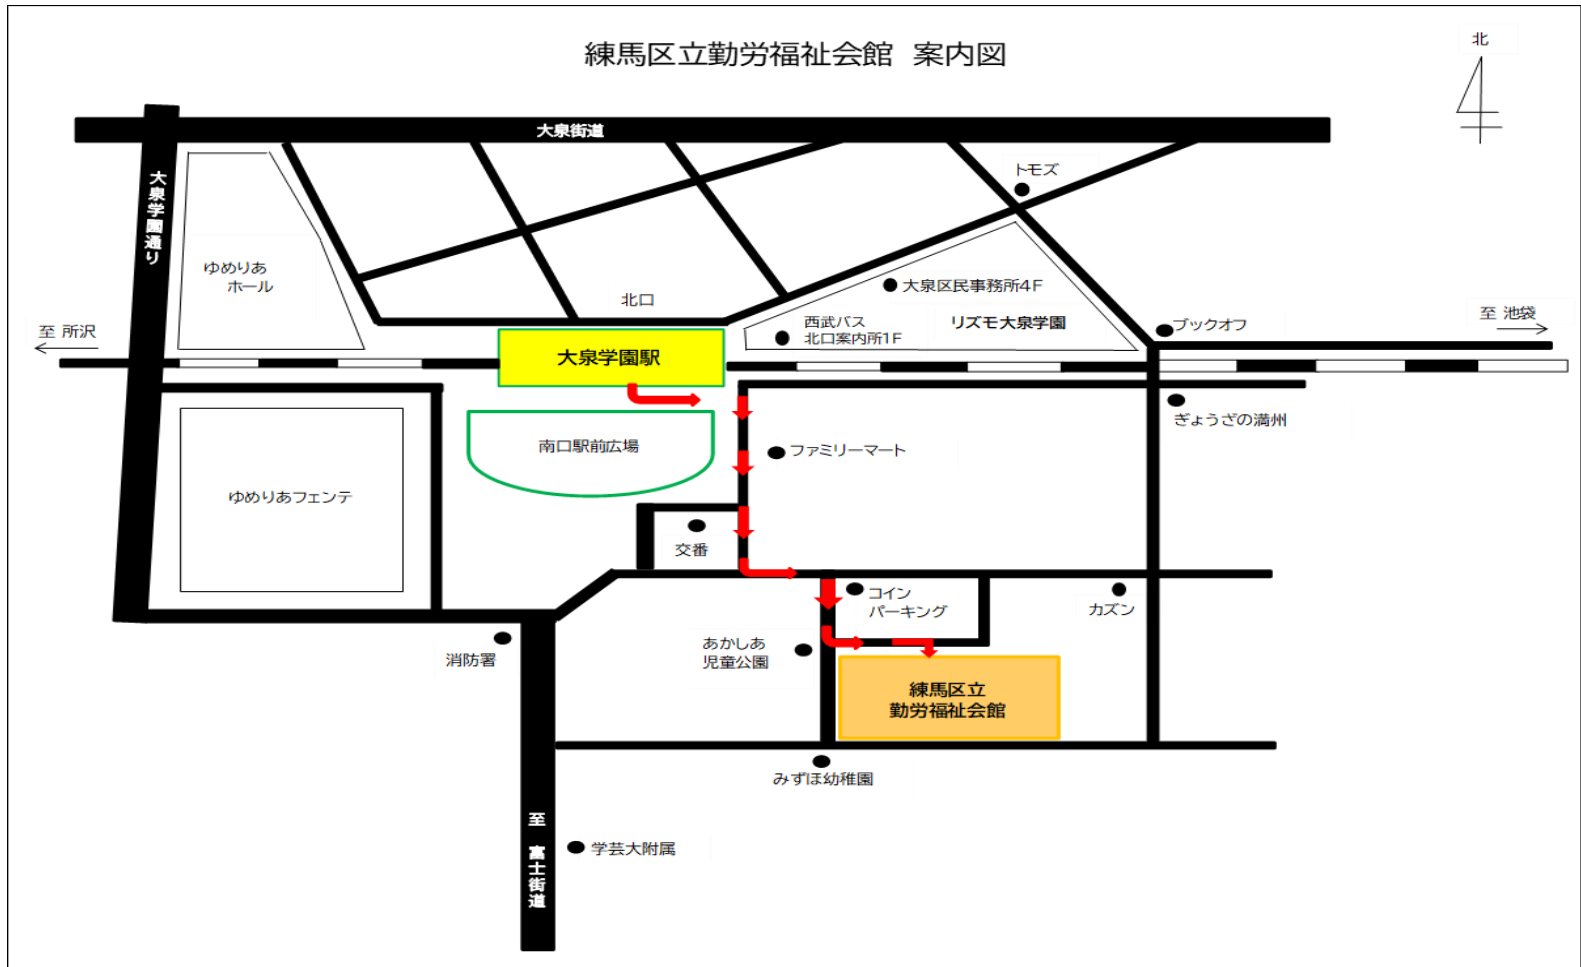 練馬区立勤労福祉会館 案内図
北
大泉街道
大泉学園通り
トモズ
ゆめりあ
ホール
大泉区民事務所4F
北口
西武バス
北口案内所1F
リズモ大泉学園
ブックオフ
至 池袋
至 所沢
大泉学園駅
ぎょうざの満州
南口駅前広場
ファミリーマート
ゆめりあフェンテ
交番
コイン
パーキング
カズン
あかしあ
児童公園
消防署
練馬区立
勤労福祉会館
みずほ幼稚園
至 富士街道
学芸大附属